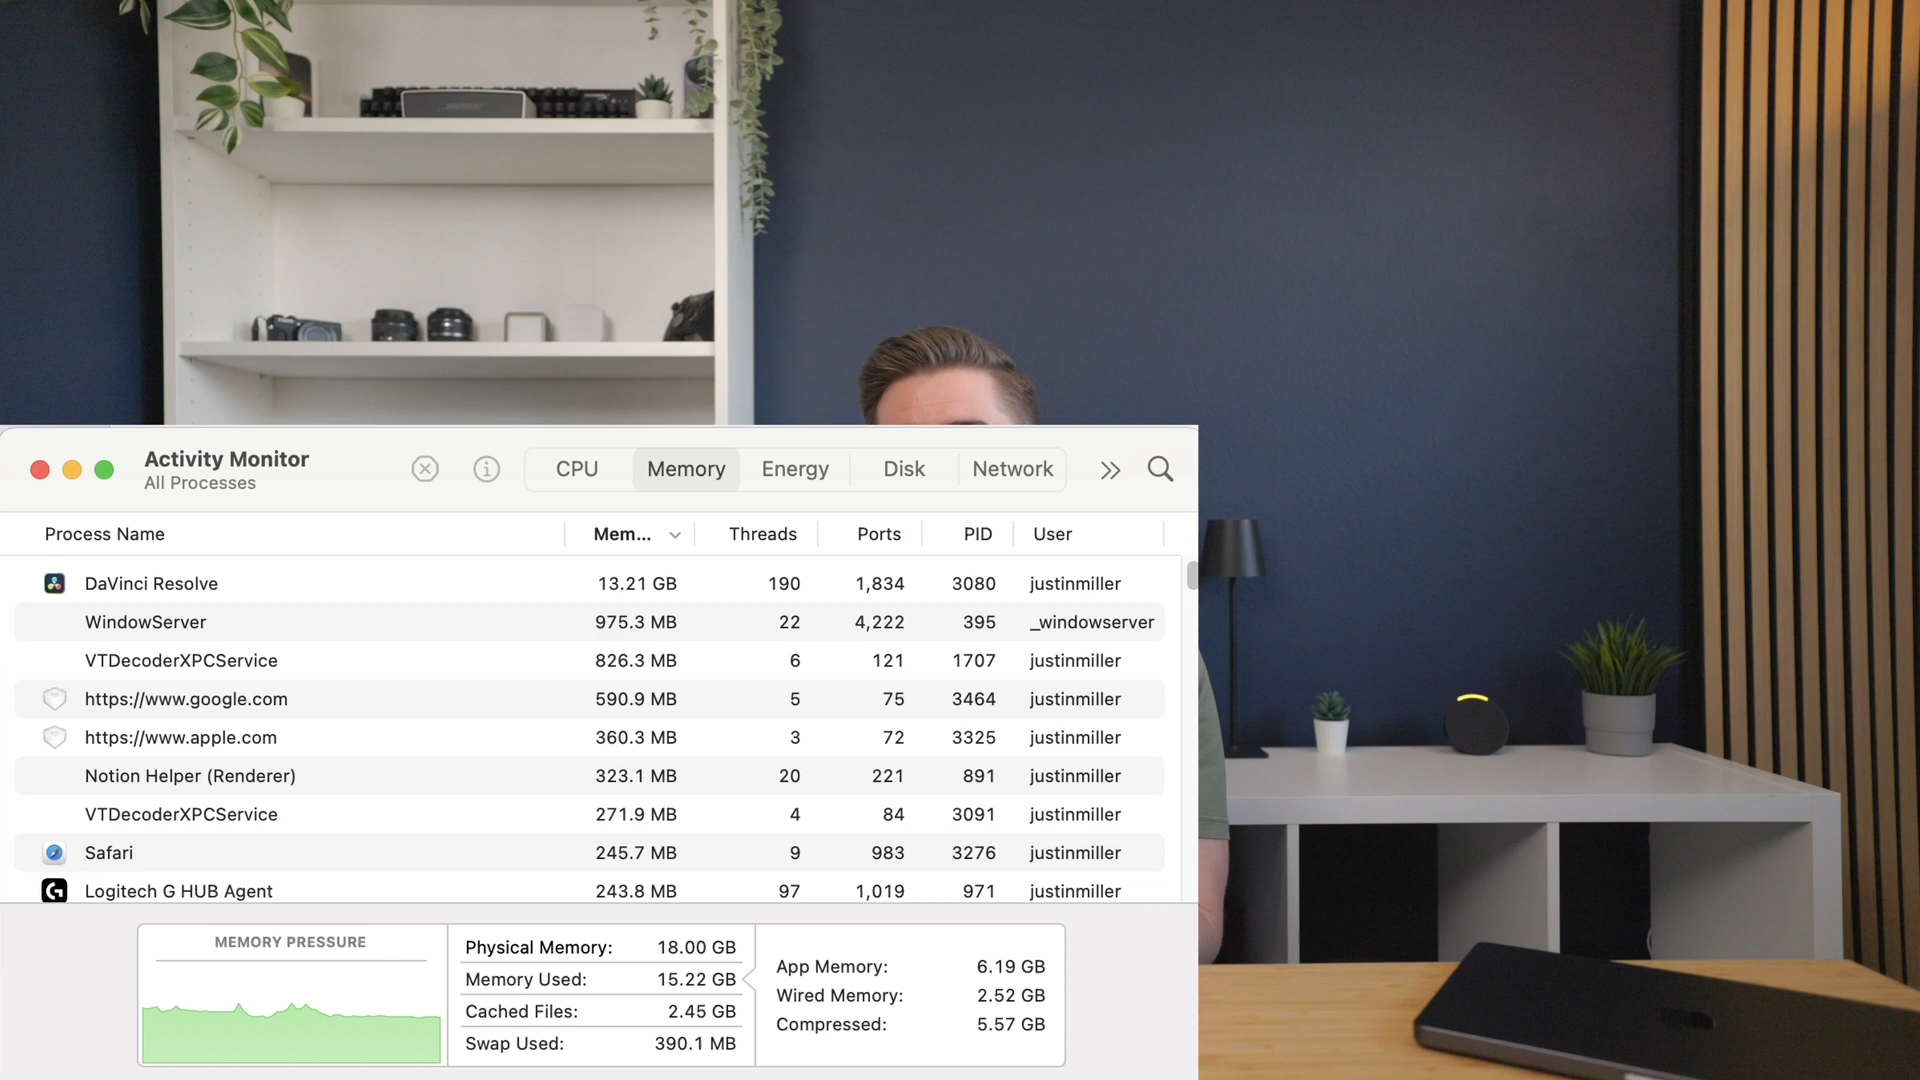 Activity Monitor
All Processes
CPU Memory Energy Disk Network
Process Name Mem... Threads Ports PID User
DaVinci Resolve 13.21 GB 190 1,834 3080 justinmiller
WindowServer 975.3 MB 22 4,222 395 _windowserver
VTDecoderXPCService 826.3 MB 6 121 1707 justinmiller
https://www.google.com 590.9 MB 5 75 3464 justinmiller
https://www.apple.com 360.3 MB 3 72 3325 justinmiller
Notion Helper (Renderer) 323.1 MB 20 221 891 justinmiller
VTDecoderXPCService 271.9 MB 4 84 3091 justinmiller
Safari 245.7 MB 9 983 3276 justinmiller
Logitech G HUB Agent 243.8 MB 97 1,019 971 justinmiller
MEMORY PRESSURE
Physical Memory: 18.00 GB
Memory Used: 15.22 GB
Cached Files: 2.45 GB
Swap Used: 390.1 MB
App Memory: 6.19 GB
Wired Memory: 2.52 GB
Compressed: 5.57 GB